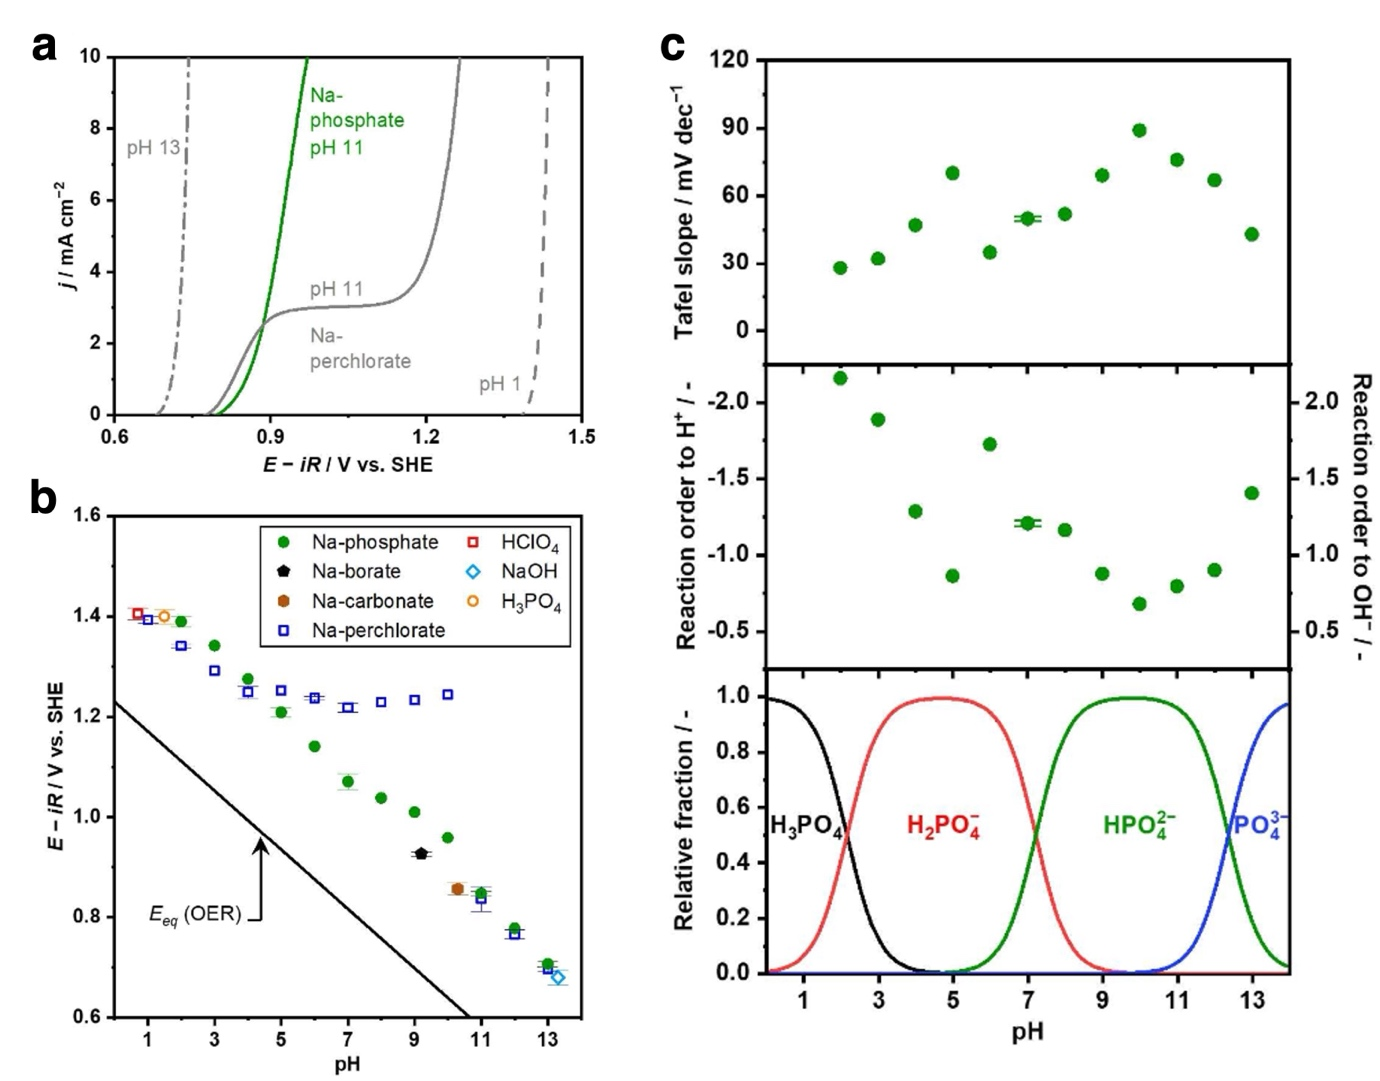 a
10
8
6
4
2
0
j / mA cm⁻²
pH 13
Na-
phosphate
pH 11
pH 11
Na-
perchlorate
pH 1
0.6 0.9 1.2 1.5
E − iR / V vs. SHE
b
1.6
1.4
1.2
1.0
0.8
0.6
E − iR / V vs. SHE
Na-phosphate
Na-borate
Na-carbonate
Na-perchlorate
HClO₄
NaOH
H₃PO₄
Eeq (OER)
1 3 5 7 9 11 13
pH
c
120
90
60
30
0
Tafel slope / mV dec⁻¹
-2.0
-1.5
-1.0
-0.5
Reaction order to H⁺ / -
2.0
1.5
1.0
0.5
Reaction order to OH⁻ / -
1.0
0.8
0.6
0.4
0.2
0.0
Relative fraction / -
H₃PO₄
H₂PO₄⁻
HPO₄²⁻
PO₄³⁻
1 3 5 7 9 11 13
pH